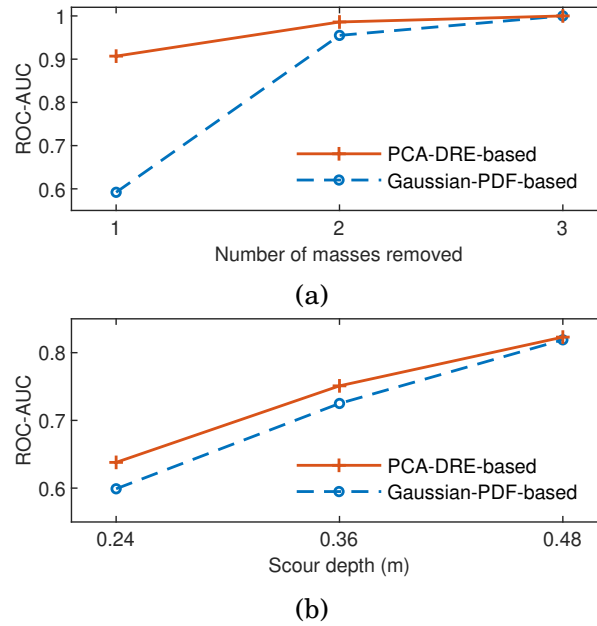 1
0.9
0.8
0.7
0.6
ROC-AUC
PCA-DRE-based
Gaussian-PDF-based
1 2 3
Number of masses removed
(a)
0.8
0.7
0.6
ROC-AUC
PCA-DRE-based
Gaussian-PDF-based
0.24 0.36 0.48
Scour depth (m)
(b)